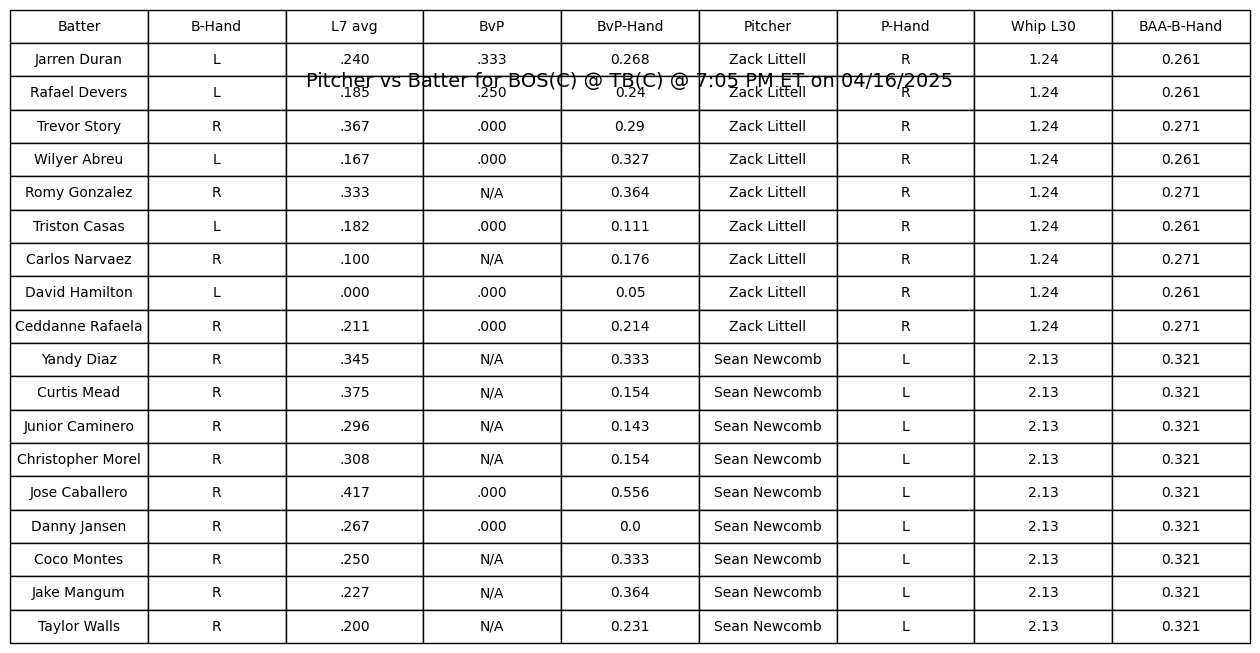 Batter B-Hand L7 avg BvP BvP-Hand Pitcher P-Hand Whip L30 BAA-B-Hand
Jarren Duran L .240 .333 0.268 Zack Littell R 1.24 0.261
Pitcher vs Batter for BOS(C) @ TB(C) @ 7:05 PM ET on 04/16/2025
Rafael Devers L .185 .250 0.24 Zack Littell R 1.24 0.261
Trevor Story R .367 .000 0.29 Zack Littell R 1.24 0.271
Wilyer Abreu L .167 .000 0.327 Zack Littell R 1.24 0.261
Romy Gonzalez R .333 N/A 0.364 Zack Littell R 1.24 0.271
Triston Casas L .182 .000 0.111 Zack Littell R 1.24 0.261
Carlos Narvaez R .100 N/A 0.176 Zack Littell R 1.24 0.271
David Hamilton L .000 .000 0.05 Zack Littell R 1.24 0.261
Ceddanne Rafaela R .211 .000 0.214 Zack Littell R 1.24 0.271
Yandy Diaz R .345 N/A 0.333 Sean Newcomb L 2.13 0.321
Curtis Mead R .375 N/A 0.154 Sean Newcomb L 2.13 0.321
Junior Caminero R .296 N/A 0.143 Sean Newcomb L 2.13 0.321
Christopher Morel R .308 N/A 0.154 Sean Newcomb L 2.13 0.321
Jose Caballero R .417 .000 0.556 Sean Newcomb L 2.13 0.321
Danny Jansen R .267 .000 0.0 Sean Newcomb L 2.13 0.321
Coco Montes R .250 N/A 0.333 Sean Newcomb L 2.13 0.321
Jake Mangum R .227 N/A 0.364 Sean Newcomb L 2.13 0.321
Taylor Walls R .200 N/A 0.231 Sean Newcomb L 2.13 0.321